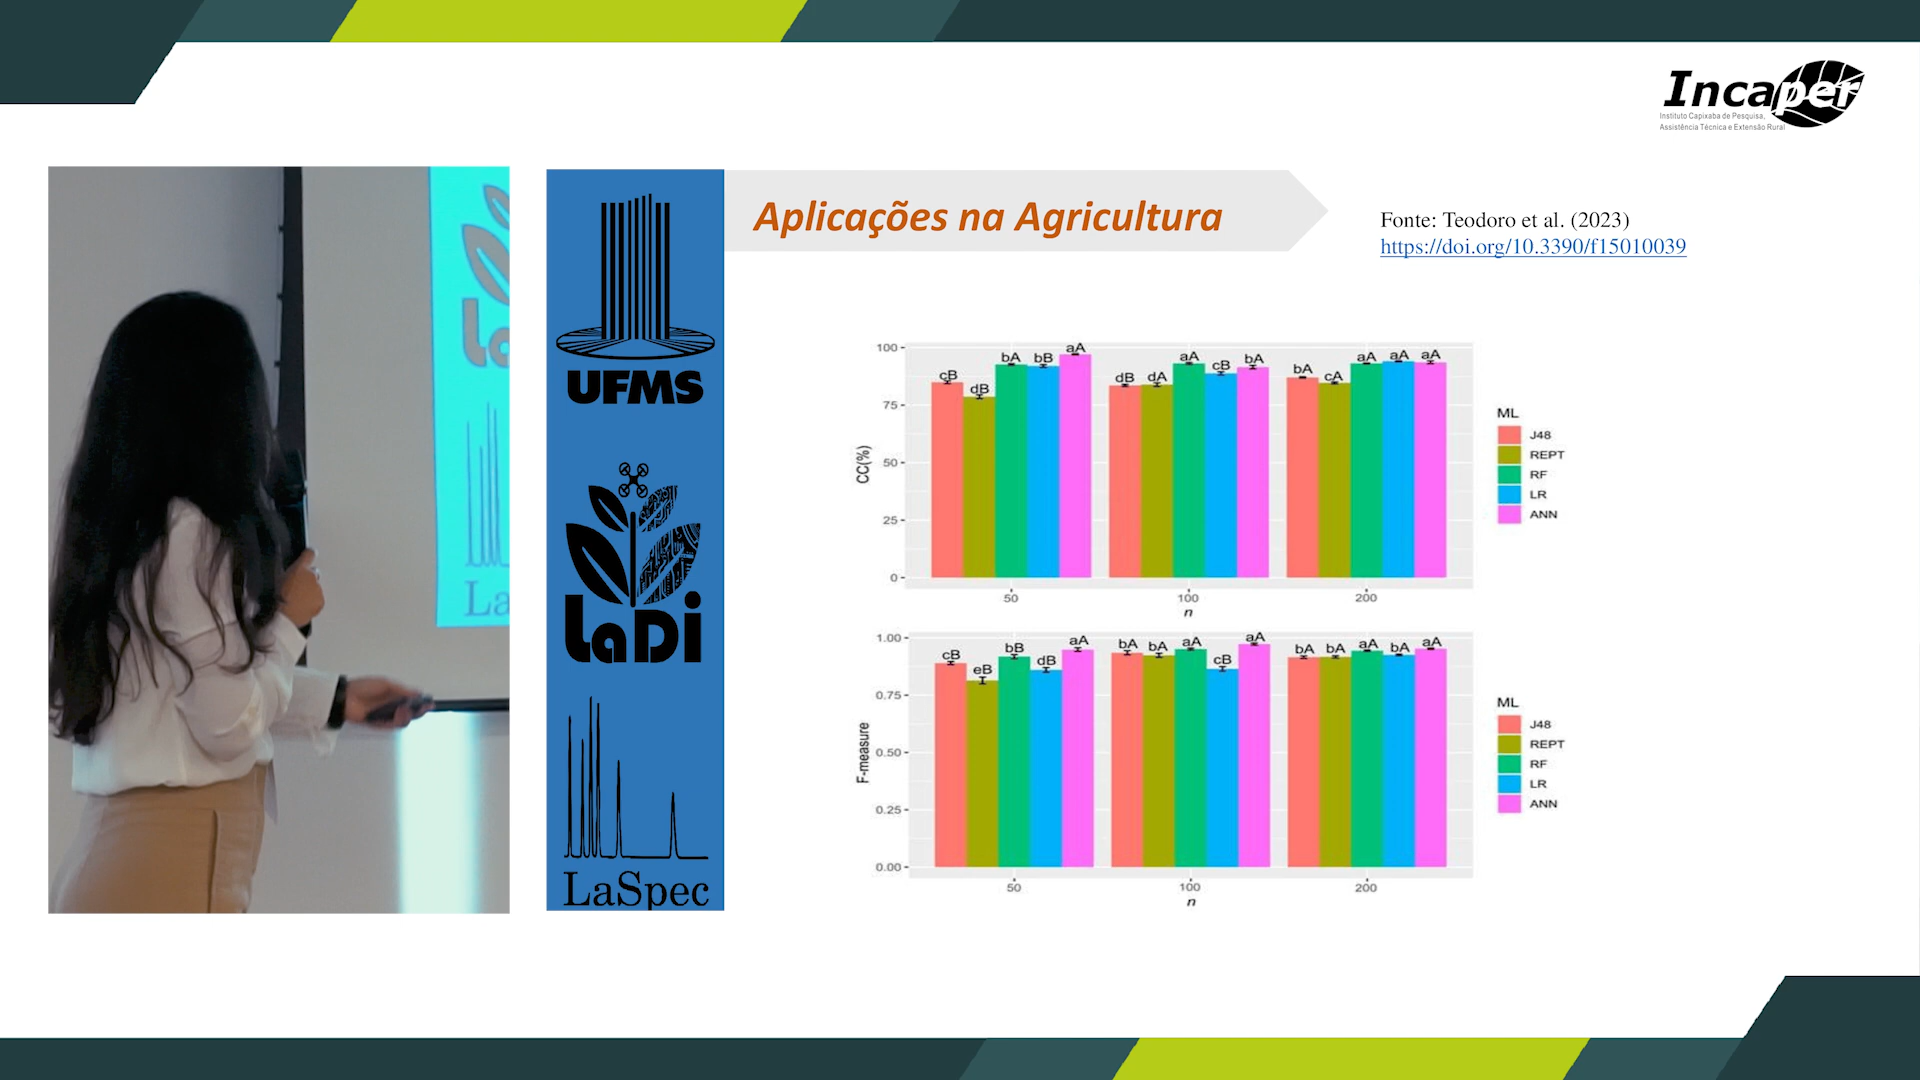 Incaper
Instituto Capixaba de Pesquisa,
Assistência Técnica e Extensão Rural
La
La
UFMS
LaDi
LaSpec
Aplicações na Agricultura
Fonte: Teodoro et al. (2023)
https://doi.org/10.3390/f15010039
CC(%)
100
75
50
25
0
cB dB bA bB aA
dB dA aA cB bA
bA cA aA aA aA
50 100 200
n
ML
J48
REPT
RF
LR
ANN
F-measure
1.00
0.75
0.50
0.25
0.00
cB eB bB dB aA
bA bA aA cB aA
bA bA aA bA aA
50 100 200
n
ML
J48
REPT
RF
LR
ANN